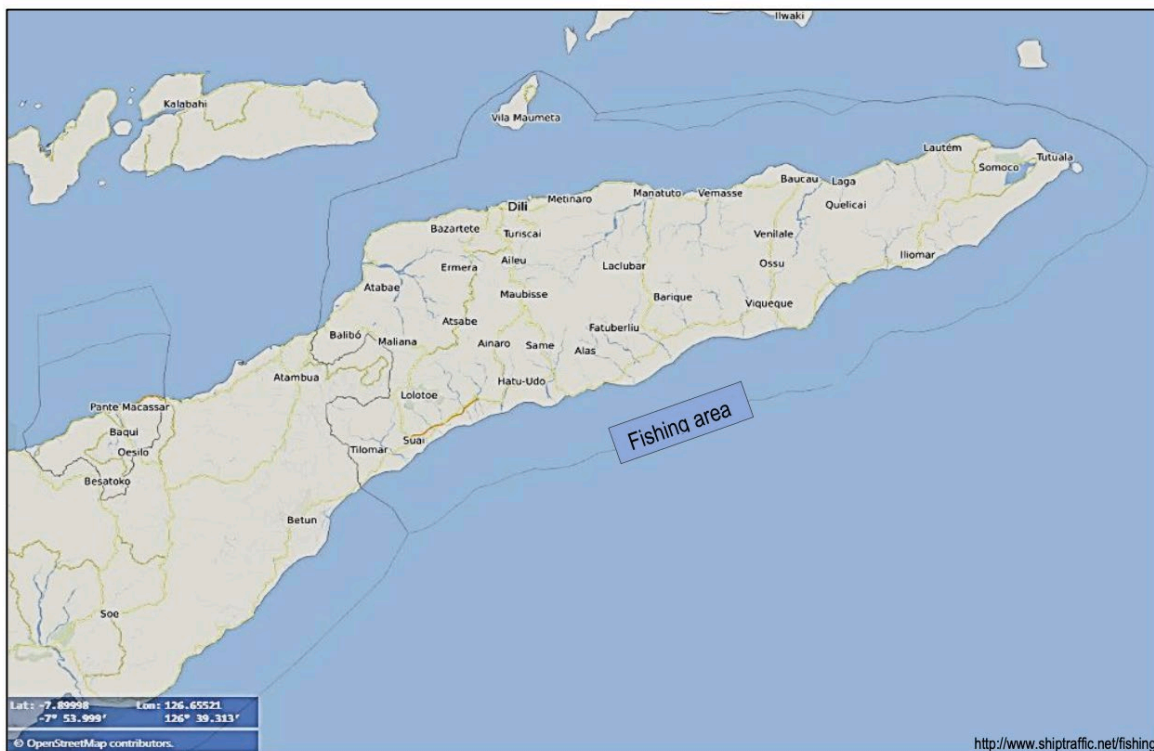 Ilwaki
Kalabahi
Vila Maumeta
Lautém
Tutuala
Somoco
Baucau
Laga
Manatuto
Vemasse
Metinaro
Dili
Quelicai
Bazartete
Turiscai
Venilale
Iliomar
Aileu
Ermera
Laclubar
Ossu
Atabae
Maubisse
Barique
Viqueque
Atsabe
Fatuberliu
Balibó
Maliana
Ainaro
Same
Alas
Atambua
Hatu-Udo
Lolotoe
Pante Macassar
Fishing area
Baqui
Suai
Oesilo
Tilomar
Besatoko
Betun
Soe
Lat: -7.89998 Lon: 126.65521
-7° 53.999' 126° 39.313'
© OpenStreetMap contributors.
http://www.shiptraffic.net/fishing